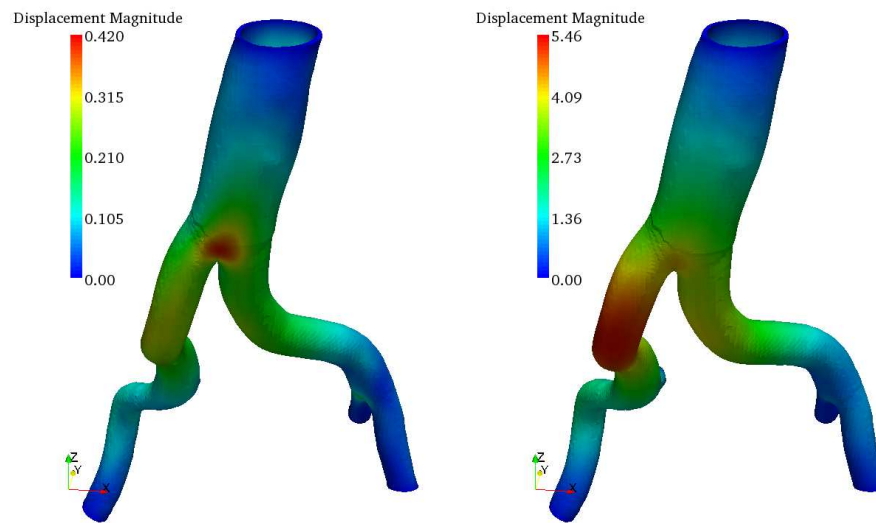 Displacement Magnitude
0.420
0.315
0.210
0.105
0.00
Z
Y
X
Displacement Magnitude
5.46
4.09
2.73
1.36
0.00
Z
Y
X